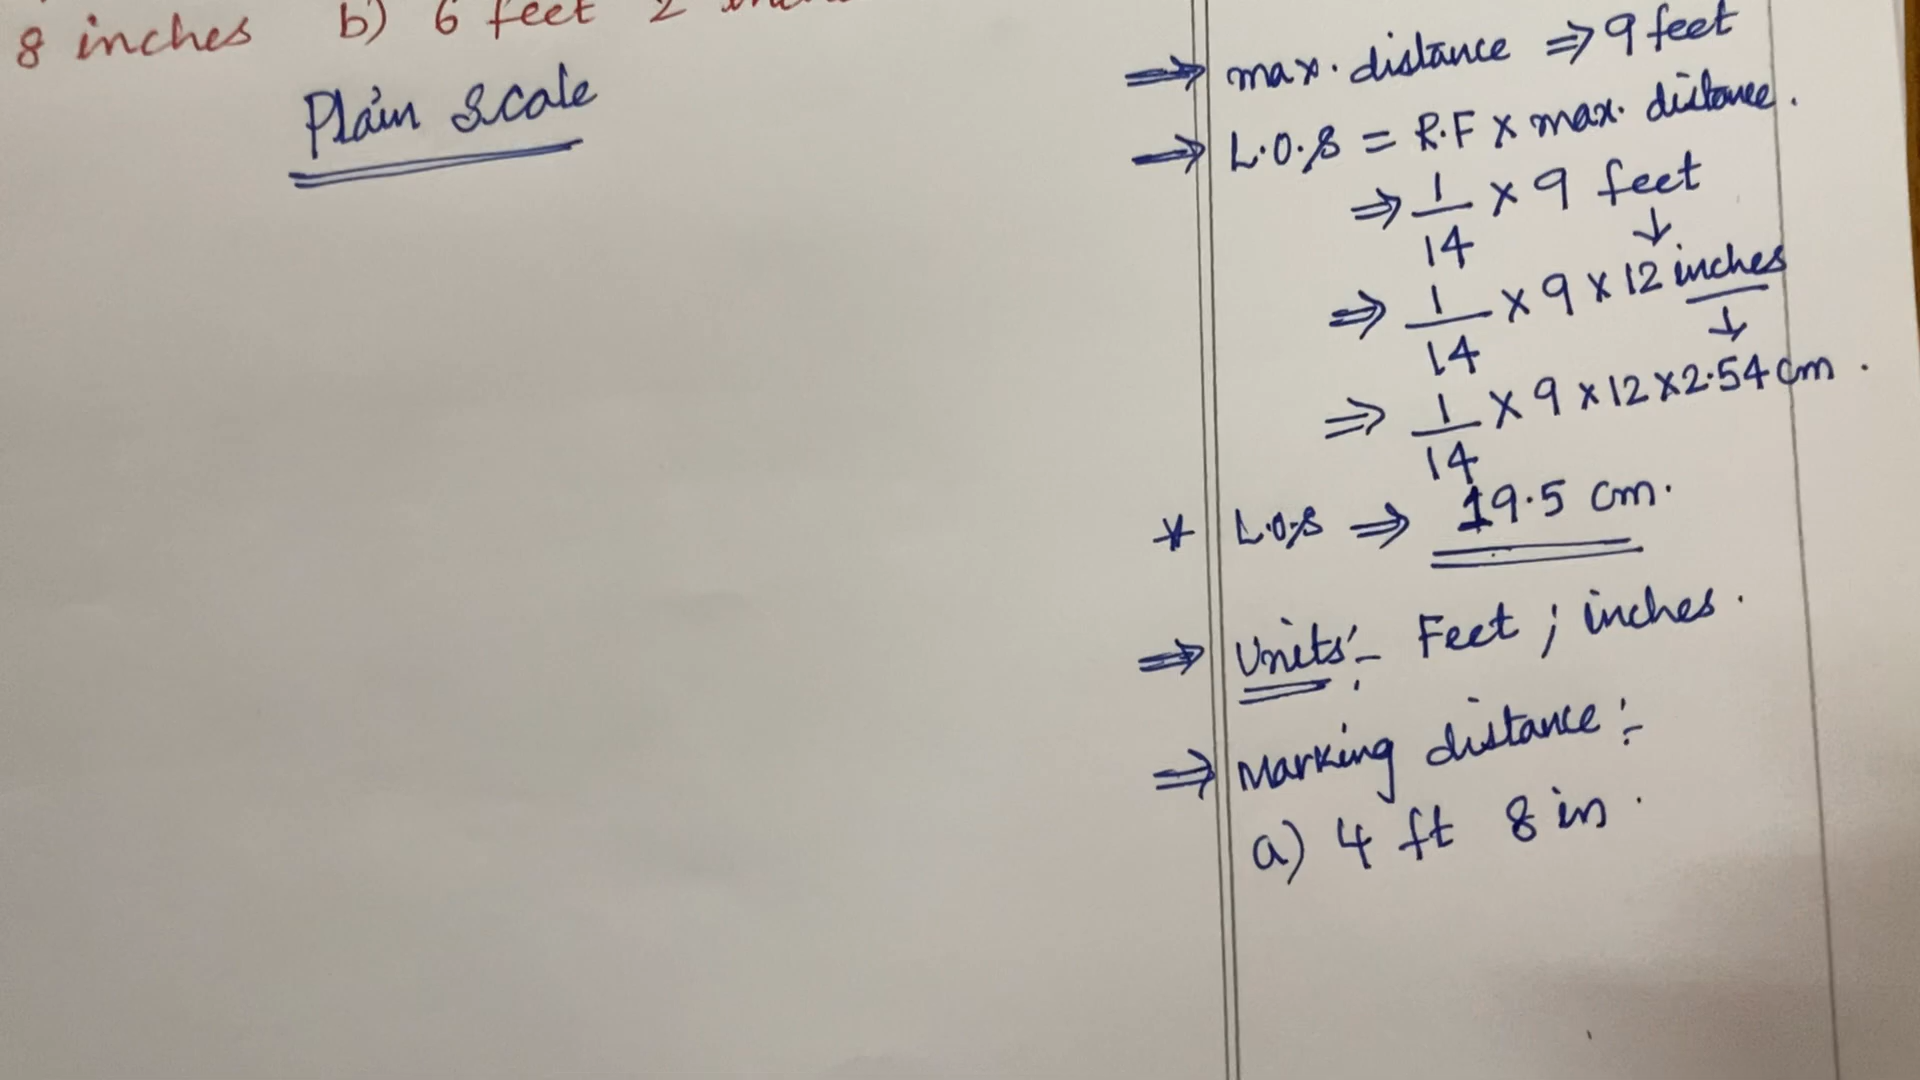 8 inches b) 6 feet 2
Plain scale
⇒ max. distance ⇒ 9 feet
⇒ L.O.S = R.F × max. distance.
⇒ 1/14 × 9 feet
↓
⇒ 1/14 × 9 × 12 inches
↓
⇒ 1/14 × 9 × 12 × 2.54 cm.
* L.O.S ⇒ 19.5 cm.
⇒ Units:- Feet ; inches.
⇒ Marking distance :-
a) 4 ft 8 in.